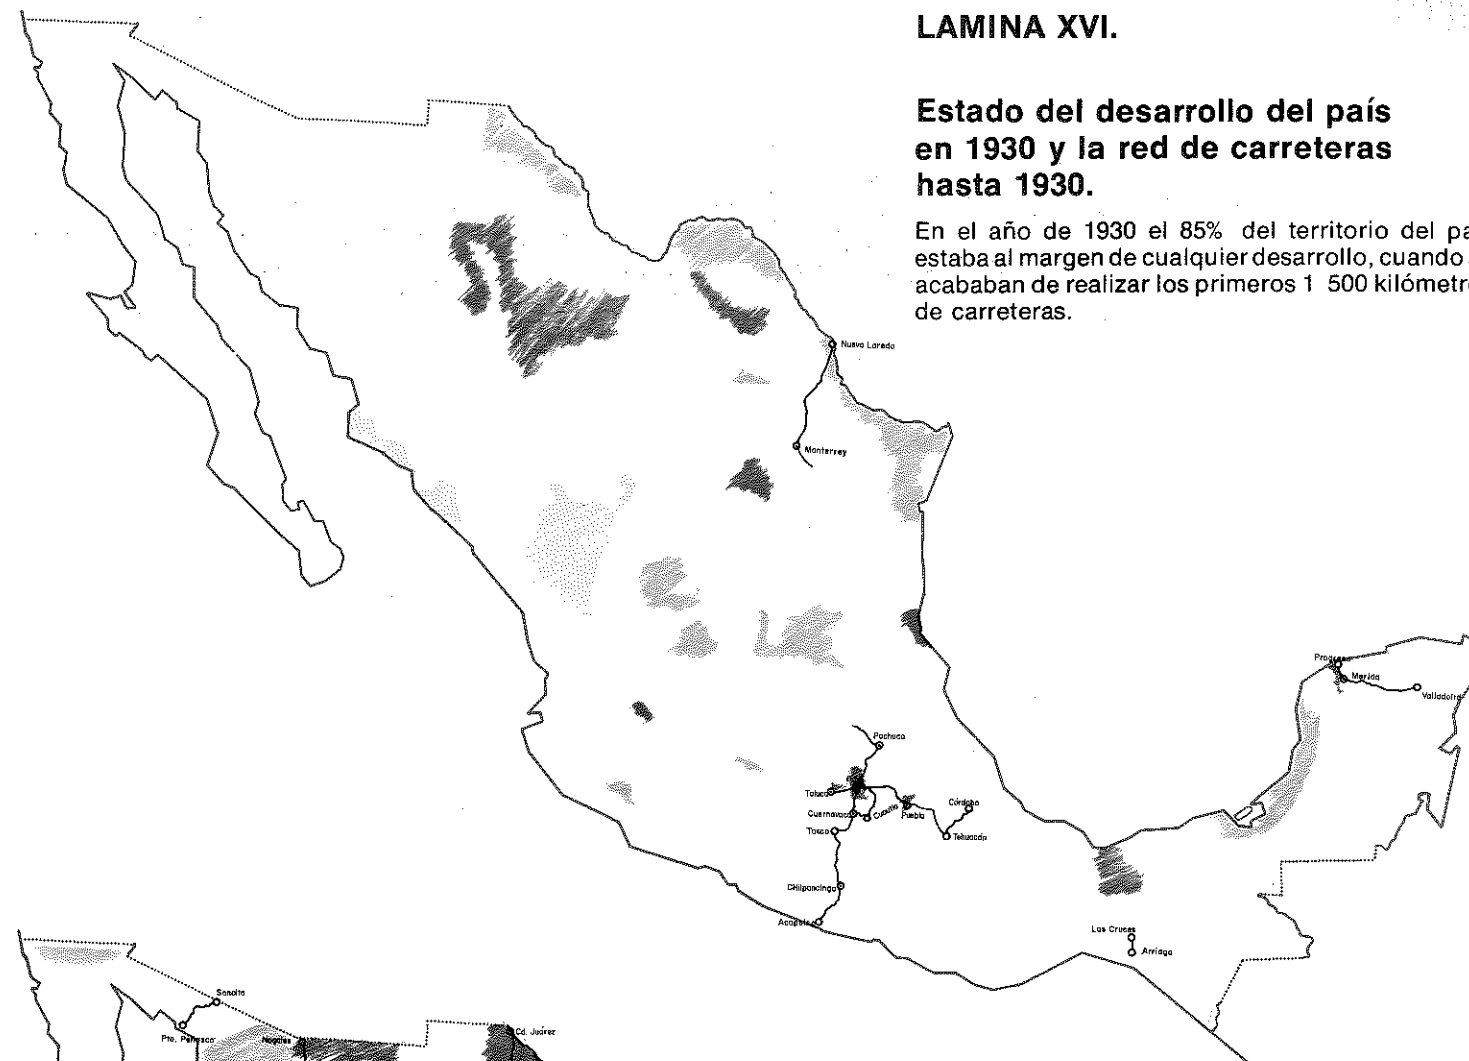 LAMINA XVI.
Estado del desarrollo del país
en 1930 y la red de carreteras
hasta 1930.
En el año de 1930 el 85% del territorio del pa
estaba al margen de cualquier desarrollo, cuando
acababan de realizar los primeros 1 500 kilómetr
de carreteras.
Nuevo Laredo
Monterrey
Progreso
Merida
Valladolid
Pachuca
Toluca
Cuernavaca
Cuautla
Puebla
Córdoba
Tehuacán
Taxco
CHilpancingo
Acapulco
Las Cruces
Arriaga
Sonoita
Pto. Peñasco
Nogales
Cd. Juárez